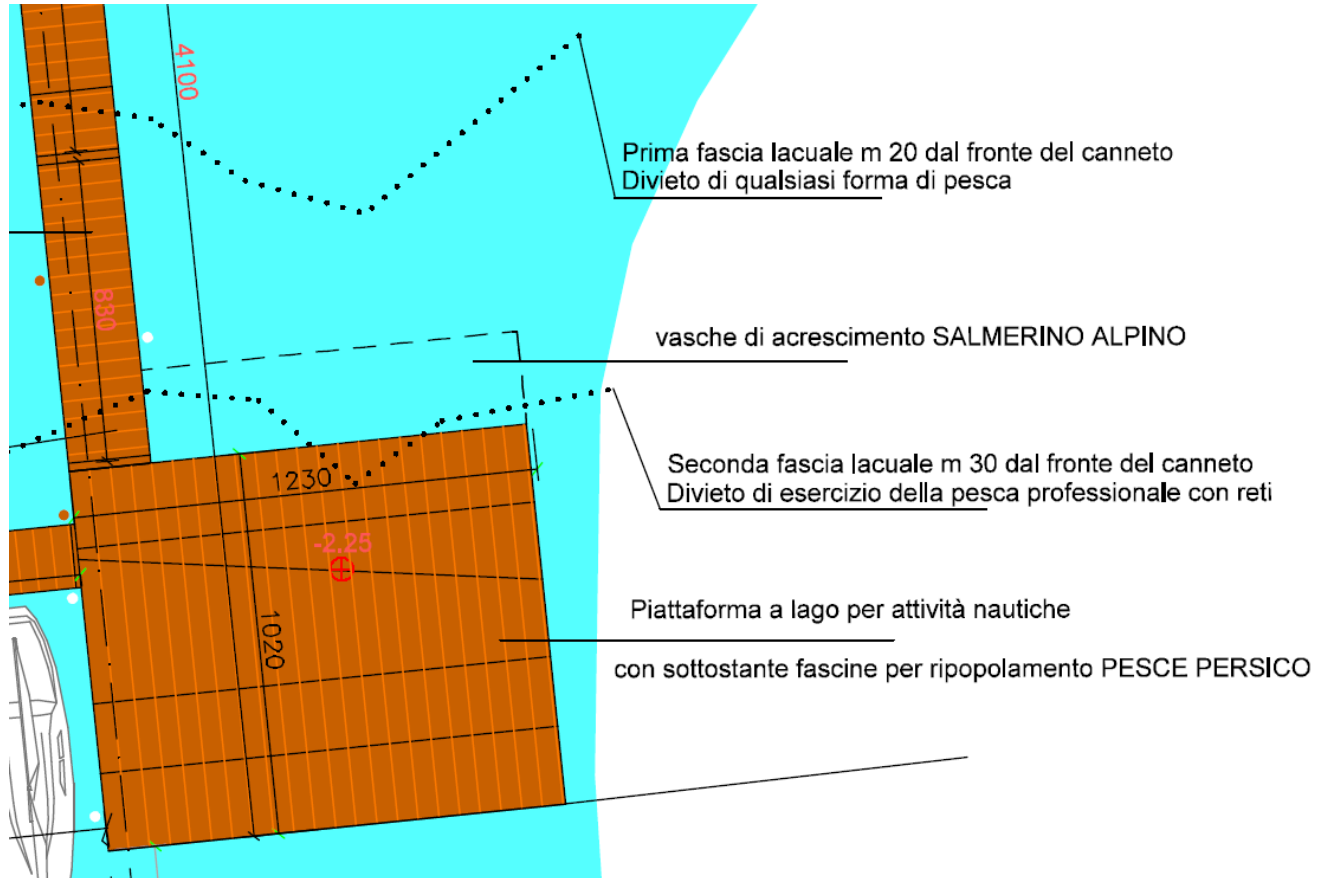 4100
Prima fascia lacuale m 20 dal fronte del canneto
Divieto di qualsiasi forma di pesca
830
vasche di acrescimento SALMERINO ALPINO
Seconda fascia lacuale m 30 dal fronte del canneto
Divieto di esercizio della pesca professionale con reti
1230
-2.25
Piattaforma a lago per attività nautiche
1020
con sottostante fascine per ripopolamento PESCE PERSICO